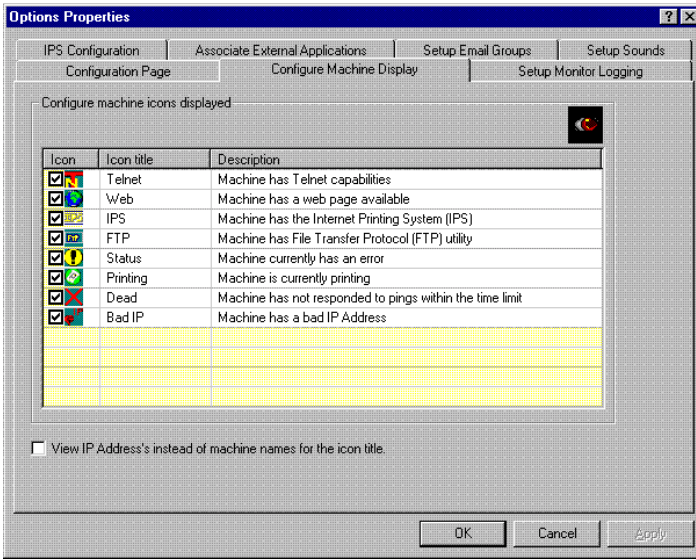 Options Properties
IPS Configuration Associate External Applications Setup Email Groups Setup Sounds
Configuration Page Configure Machine Display Setup Monitor Logging
Configure machine icons displayed
Icon Icon title Description
Telnet Machine has Telnet capabilities
Web Machine has a web page available
IPS Machine has the Internet Printing System (IPS)
FTP Machine has File Transfer Protocol (FTP) utility
Status Machine currently has an error
Printing Machine is currently printing
Dead Machine has not responded to pings within the time limit
Bad IP Machine has a bad IP Address
View IP Address's instead of machine names for the icon title.
OK Cancel Apply